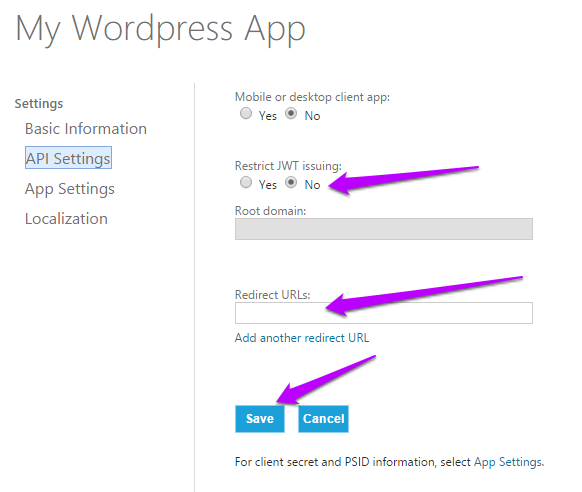 My Wordpress App
Settings
Basic Information
API Settings
App Settings
Localization
Mobile or desktop client app:
Yes No
Restrict JWT issuing:
Yes No
Root domain:
Redirect URLs:
Add another redirect URL
Save Cancel
For client secret and PSID information, select App Settings.